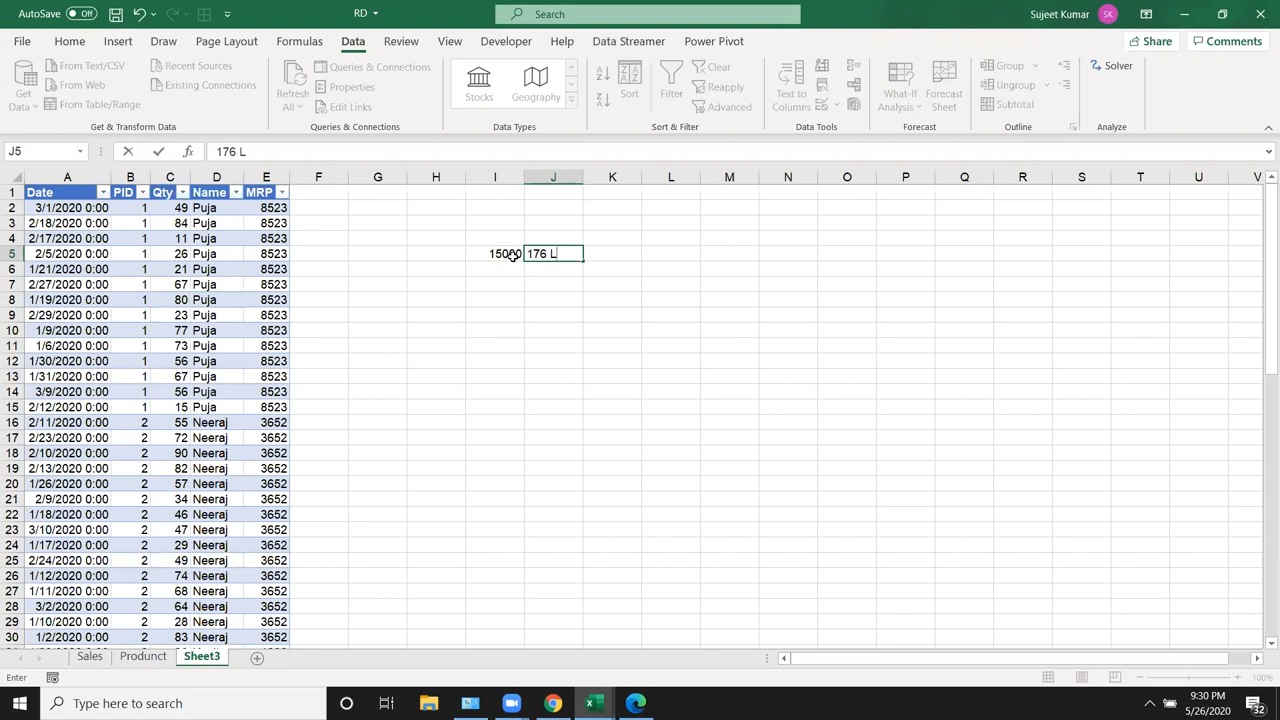 AutoSave Off RD Search Sujeet Kumar SK
File Home Insert Draw Page Layout Formulas Data Review View Developer Help Data Streamer Power Pivot Share Comments
Get Data From Text/CSV From Web From Table/Range Recent Sources Existing Connections Refresh All Queries & Connections Properties Edit Links Stocks Geography Sort Filter Clear Reapply Advanced Text to Columns What-If Analysis Forecast Sheet Group Ungroup Subtotal Solver
Get & Transform Data Queries & Connections Data Types Sort & Filter Data Tools Forecast Outline Analyze
J5 fx 176 L
A B C D E F G H I J K L M N O P Q R S T U V
1 Date PID Qty Name MRP
2 3/1/2020 0:00 1 49 Puja 8523
3 2/18/2020 0:00 1 84 Puja 8523
4 2/17/2020 0:00 1 11 Puja 8523
5 2/5/2020 0:00 1 26 Puja 8523 15000 176 L
6 1/21/2020 0:00 1 21 Puja 8523
7 2/27/2020 0:00 1 67 Puja 8523
8 1/19/2020 0:00 1 80 Puja 8523
9 2/29/2020 0:00 1 23 Puja 8523
10 1/9/2020 0:00 1 77 Puja 8523
11 1/6/2020 0:00 1 73 Puja 8523
12 1/30/2020 0:00 1 56 Puja 8523
13 1/31/2020 0:00 1 67 Puja 8523
14 3/9/2020 0:00 1 56 Puja 8523
15 2/12/2020 0:00 1 15 Puja 8523
16 2/11/2020 0:00 2 55 Neeraj 3652
17 2/23/2020 0:00 2 72 Neeraj 3652
18 2/10/2020 0:00 2 90 Neeraj 3652
19 2/13/2020 0:00 2 82 Neeraj 3652
20 1/26/2020 0:00 2 57 Neeraj 3652
21 2/9/2020 0:00 2 34 Neeraj 3652
22 1/18/2020 0:00 2 46 Neeraj 3652
23 3/10/2020 0:00 2 47 Neeraj 3652
24 1/17/2020 0:00 2 29 Neeraj 3652
25 2/24/2020 0:00 2 49 Neeraj 3652
26 1/12/2020 0:00 2 74 Neeraj 3652
27 1/11/2020 0:00 2 68 Neeraj 3652
28 3/2/2020 0:00 2 64 Neeraj 3652
29 1/10/2020 0:00 2 28 Neeraj 3652
30 1/2/2020 0:00 2 83 Neeraj 3652
Sales Producnt Sheet3
Enter
Type here to search 9:30 PM
5/26/2020 32